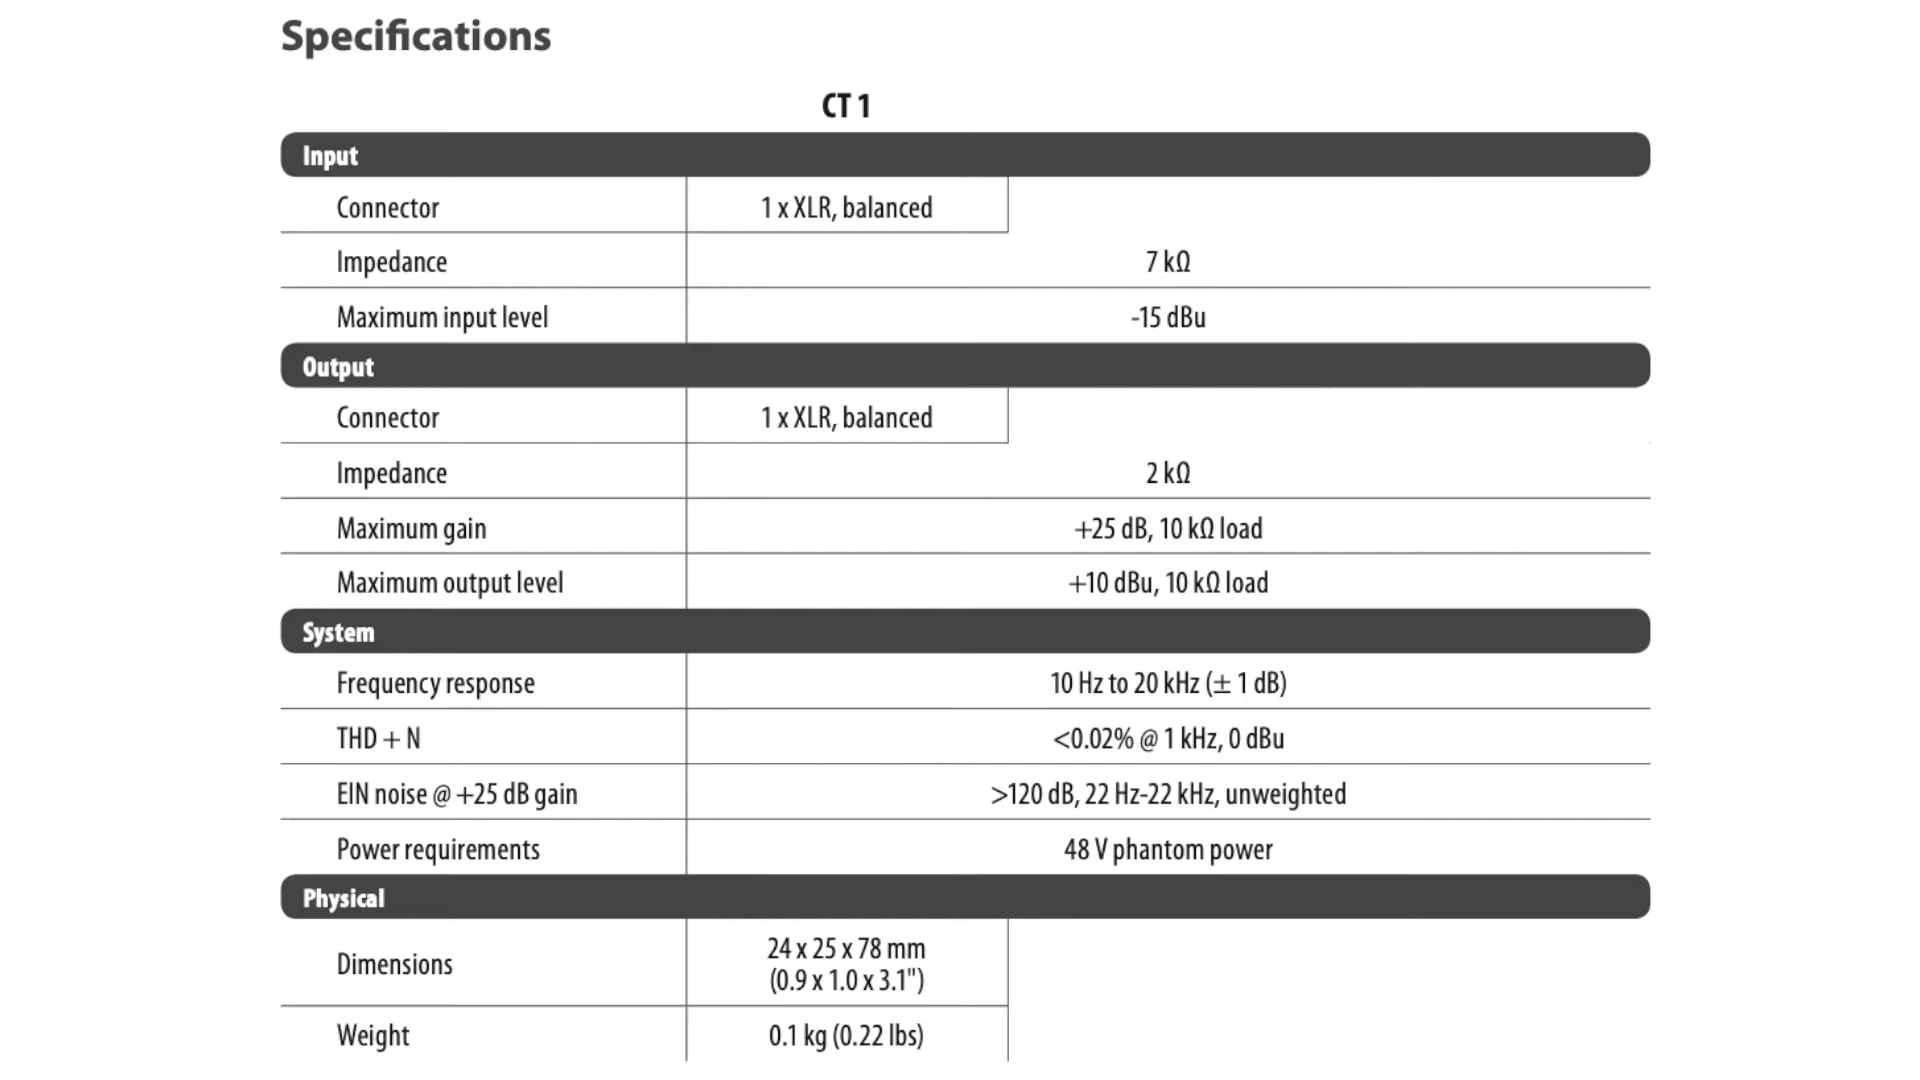 Specifications
CT 1
Input
Connector 1 x XLR, balanced
Impedance 7 kΩ
Maximum input level -15 dBu
Output
Connector 1 x XLR, balanced
Impedance 2 kΩ
Maximum gain +25 dB, 10 kΩ load
Maximum output level +10 dBu, 10 kΩ load
System
Frequency response 10 Hz to 20 kHz (± 1 dB)
THD + N <0.02% @ 1 kHz, 0 dBu
EIN noise @ +25 dB gain >120 dB, 22 Hz-22 kHz, unweighted
Power requirements 48 V phantom power
Physical
Dimensions 24 x 25 x 78 mm
(0.9 x 1.0 x 3.1")
Weight 0.1 kg (0.22 lbs)